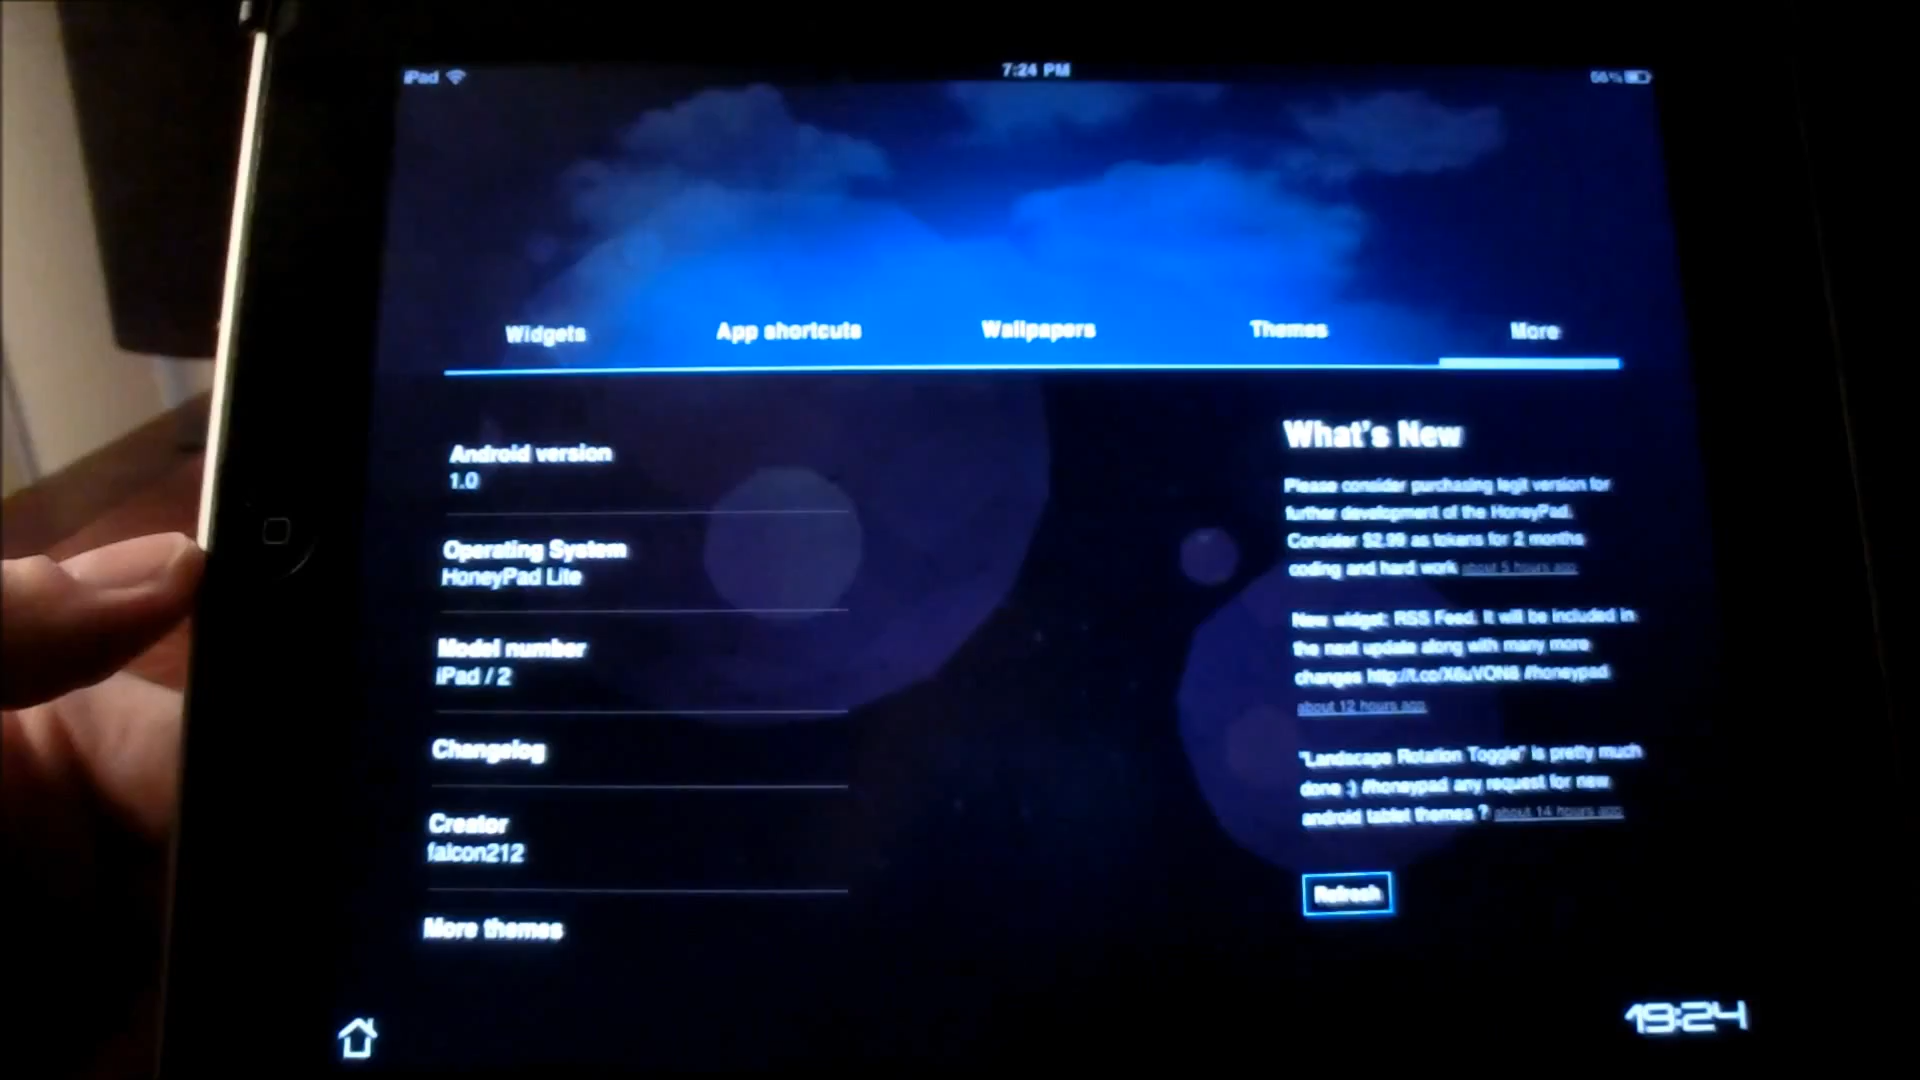 iPad
7:24 PM
Widgets
App shortcuts
Wallpapers
Themes
More
Android version
1.0
Operating System
HoneyPad Lite
Model number
iPad / 2
Changelog
Creator
falcon212
More themes
What's New
Please consider purchasing legit version for
further development of the HoneyPad.
Consider $2.99 as tokens for 2 months
coding and hard work about 5 hours ago
New widget: RSS Feed. It will be included in
the next update along with many more
changes #honeypad
about 12 hours ago
"Landscape Rotation Toggle" is pretty much
done :) #honeypad any request for new
android tablet themes ? about 14 hours ago
Refresh
19:24